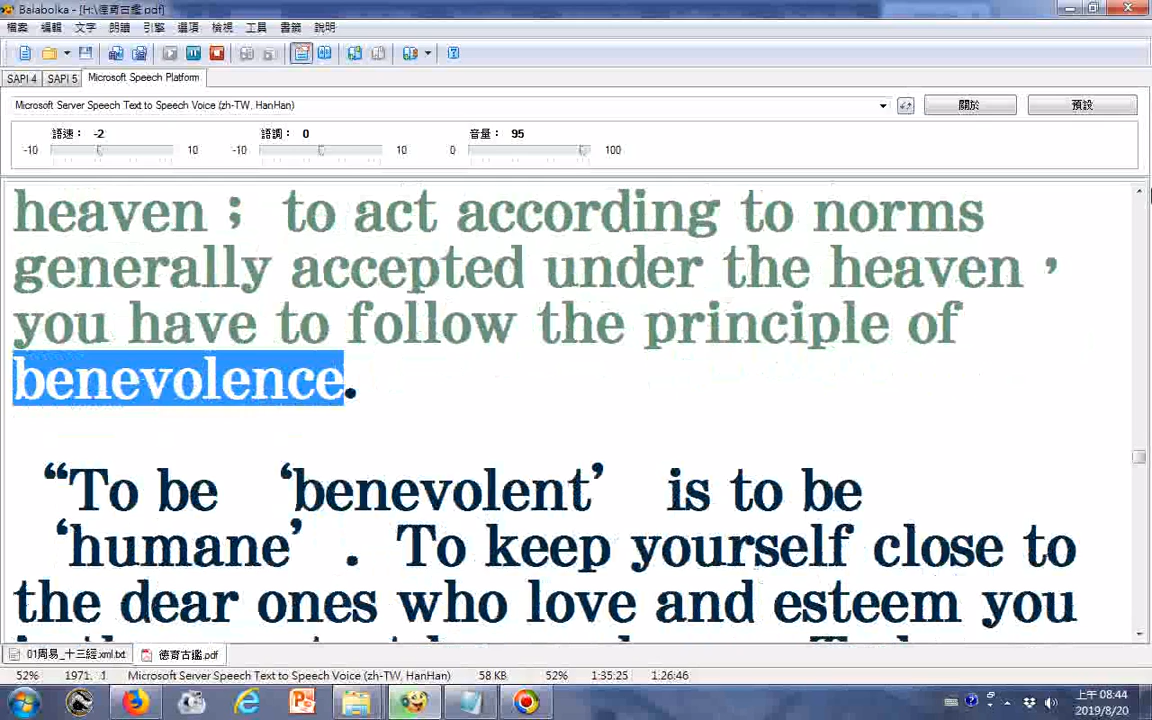 Balabolka - [H:\德育古鑑.pdf]
檔案 編輯 文字 朗讀 引擎 選項 檢視 工具 書籤 說明
SAPI 4 SAPI 5 Microsoft Speech Platform
Microsoft Server Speech Text to Speech Voice (zh-TW, HanHan) 關於 預設
語速： -2 語調： 0 音量： 95
-10 10 -10 10 0 100
heaven； to act according to norms
generally accepted under the heaven，
you have to follow the principle of
benevolence.
“To be ‘benevolent’ is to be
‘humane’. To keep yourself close to
the dear ones who love and esteem you
01周易_十三經.xml.txt 德育古鑑.pdf
52% 1971. 1 Microsoft Server Speech Text to Speech Voice (zh-TW, HanHan) 58 KB 52% 1:35:25 1:26:46
上午 08:44
2019/8/20